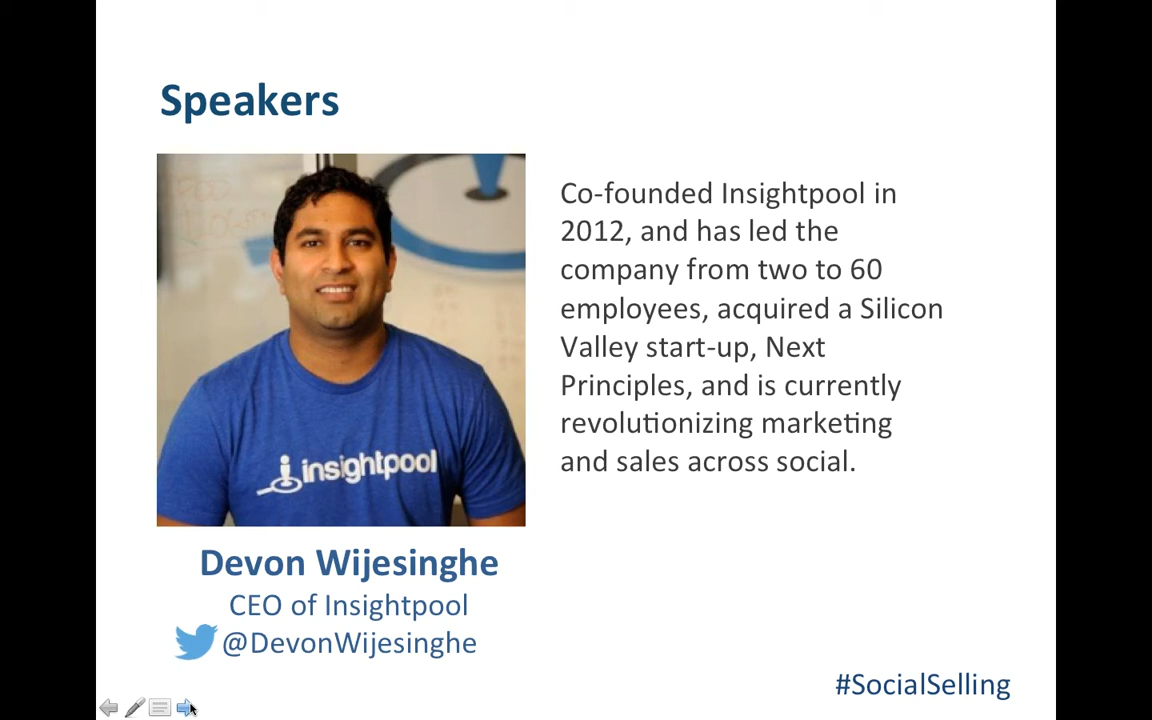 Speakers
Co-founded Insightpool in
2012, and has led the
company from two to 60
employees, acquired a Silicon
Valley start-up, Next
Principles, and is currently
revolutionizing marketing
and sales across social.
insightpool
Devon Wijesinghe
CEO of Insightpool
@DevonWijesinghe
#SocialSelling